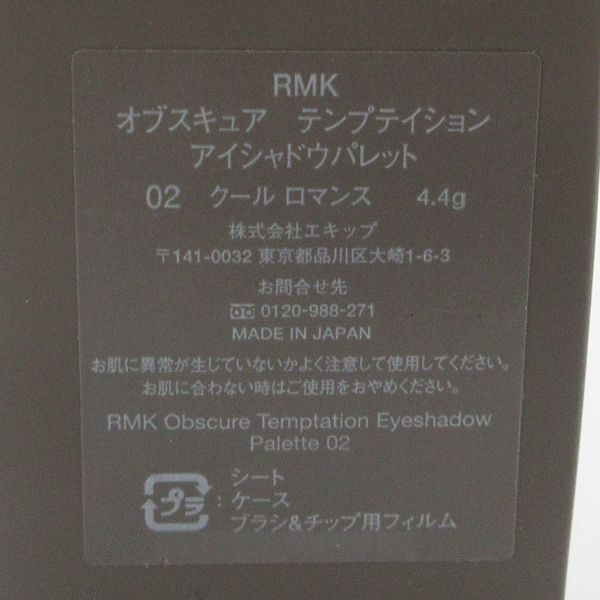 RMK
オブスキュア テンプテイション
アイシャドウパレット
02 クール ロマンス 4.4g
株式会社エキップ
〒141-0032 東京都品川区大崎1-6-3
お問合せ先
0120-988-271
MADE IN JAPAN
お肌に異常が生じていないかよく注意して使用してください。
お肌に合わない時はご使用をおやめください。
RMK Obscure Temptation Eyeshadow
Palette 02
シート
プラ : ケース
ブラシ&チップ用フィルム